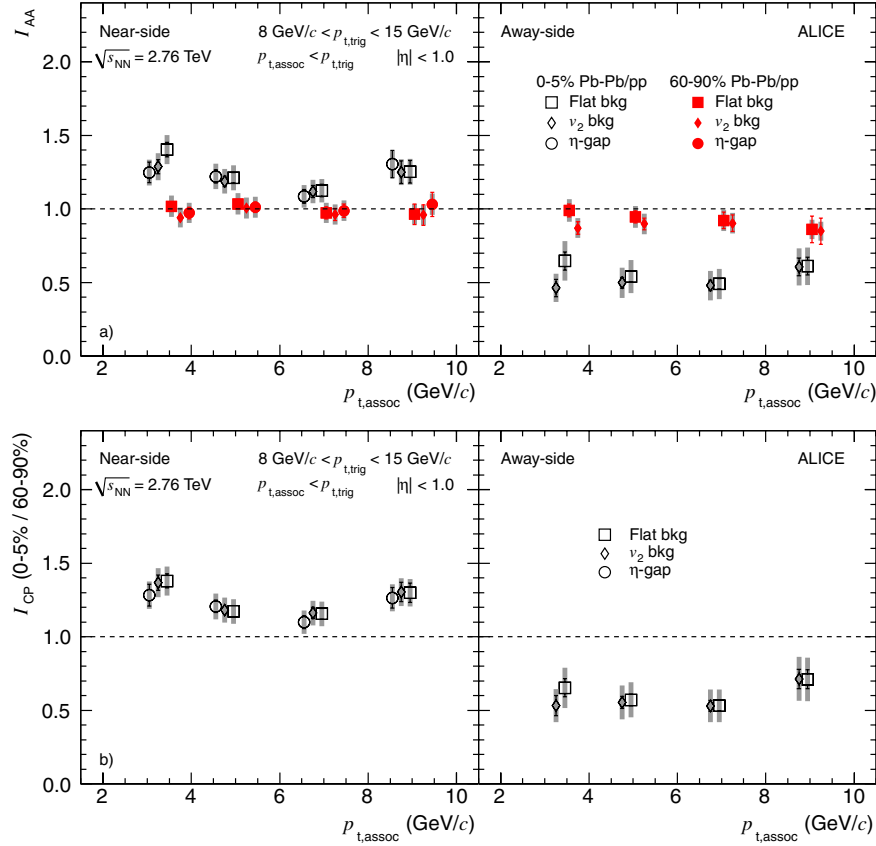 I_AA
Near-side 8 GeV/c < p_t,trig < 15 GeV/c
√s_NN = 2.76 TeV p_t,assoc < p_t,trig |η| < 1.0
2.0
1.5
1.0
0.5
0.0
a)
2 4 6 8 10
p_t,assoc (GeV/c)
Away-side ALICE
0-5% Pb-Pb/pp 60-90% Pb-Pb/pp
Flat bkg Flat bkg
v_2 bkg v_2 bkg
η-gap η-gap
2 4 6 8 10
p_t,assoc (GeV/c)
I_CP (0-5% / 60-90%)
Near-side 8 GeV/c < p_t,trig < 15 GeV/c
√s_NN = 2.76 TeV p_t,assoc < p_t,trig |η| < 1.0
2.0
1.5
1.0
0.5
0.0
b)
2 4 6 8 10
p_t,assoc (GeV/c)
Away-side ALICE
Flat bkg
v_2 bkg
η-gap
2 4 6 8 10
p_t,assoc (GeV/c)